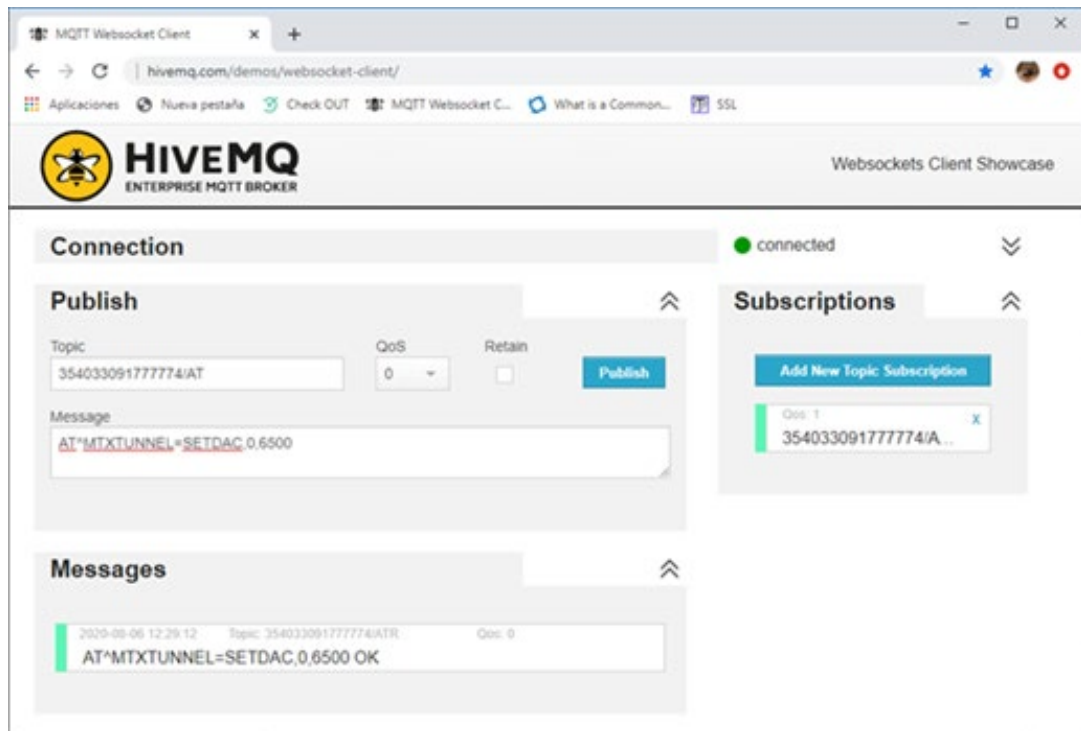 MQTT Websocket Client
hivemq.com/demos/websocket-client/
Aplicaciones Nueva pestaña Check OUT MQTT Websocket C... What is a Common... SSL
HIVEMQ
ENTERPRISE MQTT BROKER
Websockets Client Showcase
Connection
connected
Publish
Subscriptions
Topic QoS Retain
354033091777774/AT 0 Publish
Add New Topic Subscription
Message
AT^MTXTUNNEL=SETDAC,0,6500
Qos: 1 X
354033091777774/A...
Messages
2020-08-06 12:29:12 Topic: 354033091777774/ATR Qos: 0
AT^MTXTUNNEL=SETDAC,0,6500 OK